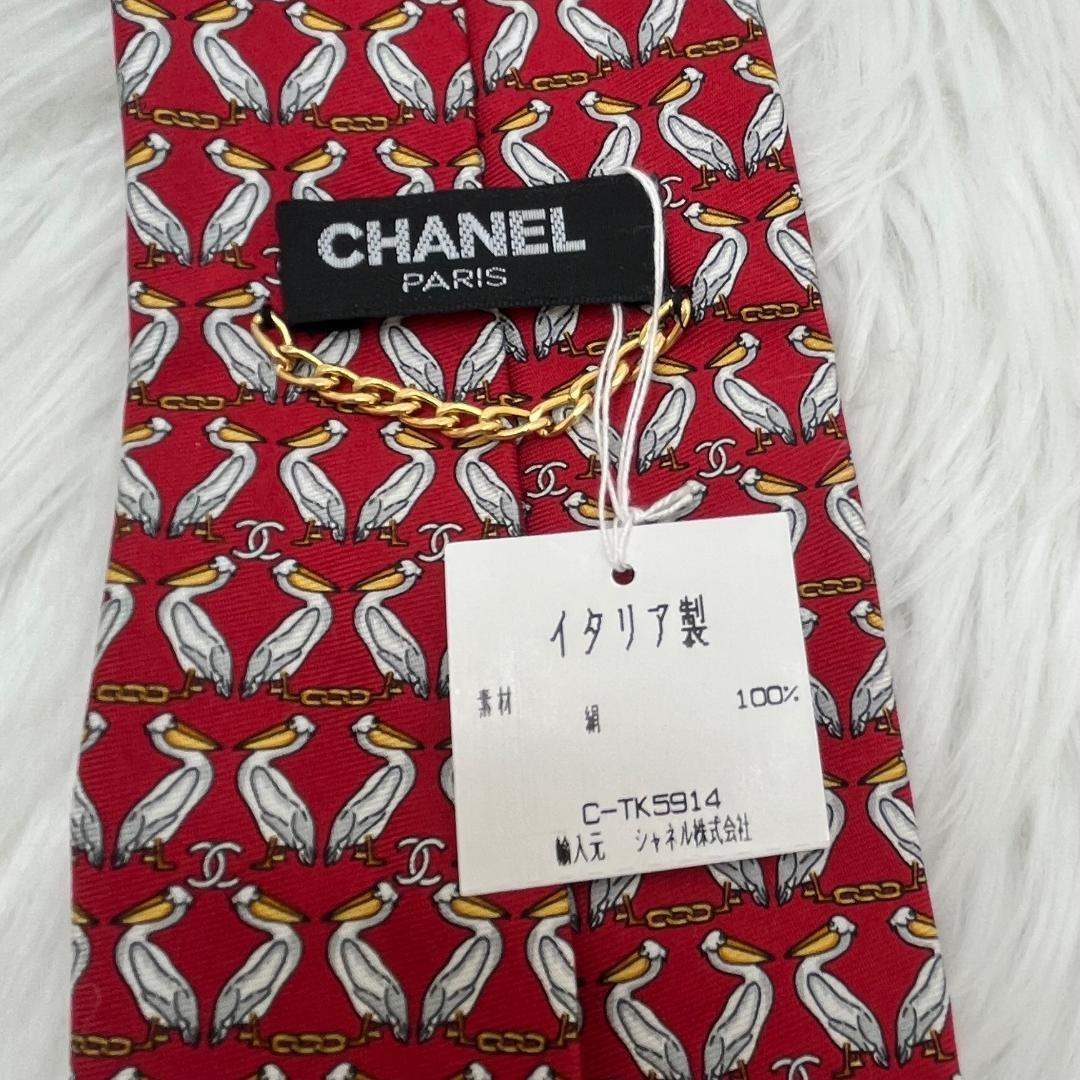 CHANEL
PARIS
イタリア製
素材 絹 100%
C-TK5914
輸入元 シャネル株式会社